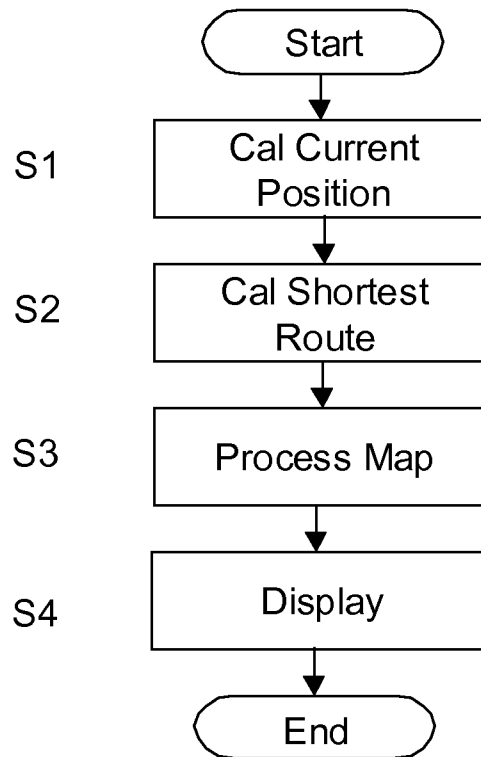 Start
S1
Cal Current
Position
S2
Cal Shortest
Route
S3
Process Map
S4
Display
End